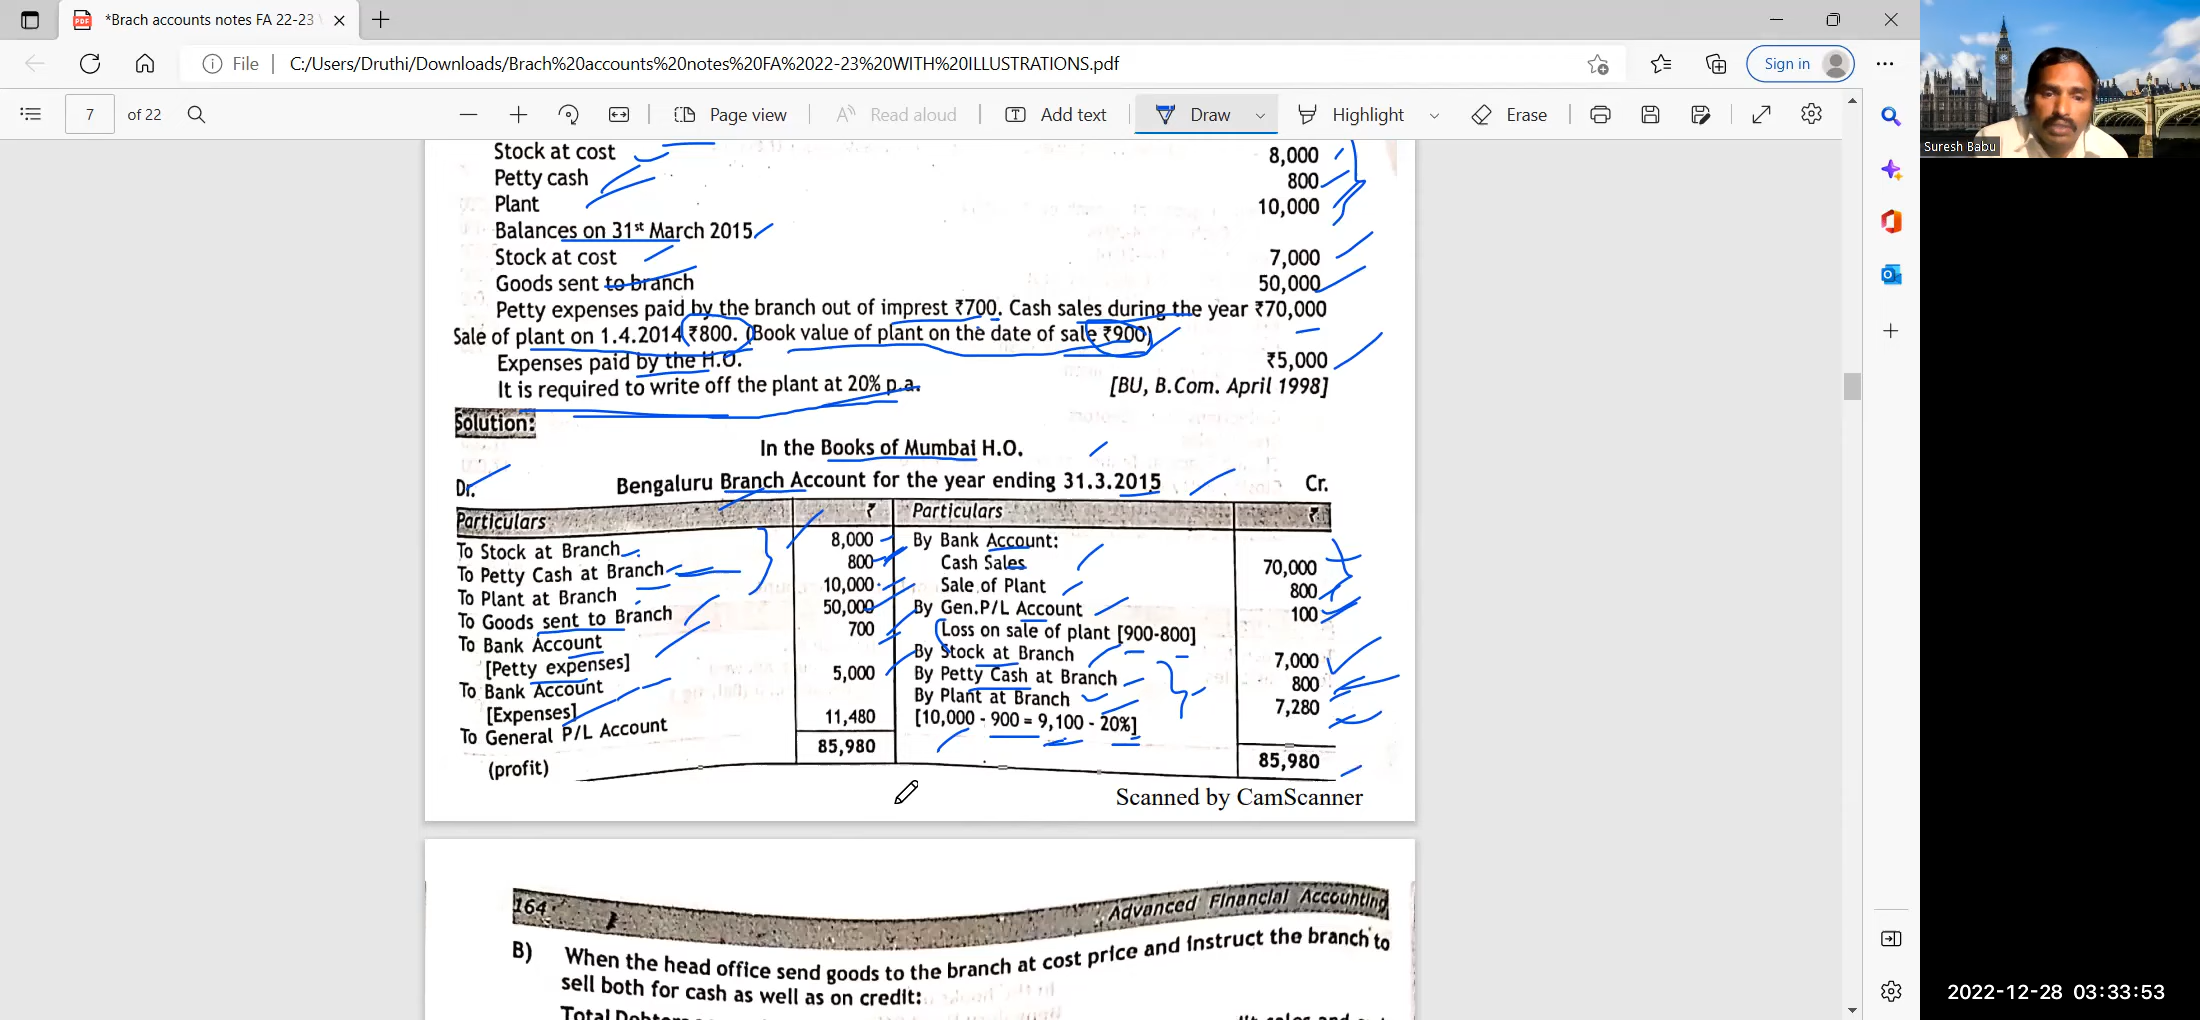 *Brach accounts notes FA 22-23
File
C:/Users/Druthi/Downloads/Brach%20accounts%20notes%20FA%2022-23%20WITH%20ILLUSTRATIONS.pdf
Sign in
7 of 22
Page view
Read aloud
Add text
Draw
Highlight
Erase
Suresh Babu
Stock at cost 8,000
Petty cash 800
Plant 10,000
Balances on 31st March 2015
Stock at cost 7,000
Goods sent to branch 50,000
Petty expenses paid by the branch out of imprest ₹700. Cash sales during the year ₹70,000
Sale of plant on 1.4.2014 ₹800. (Book value of plant on the date of sale ₹900)
Expenses paid by the H.O. ₹5,000
It is required to write off the plant at 20% p.a. [BU, B.Com. April 1998]
Solution:
In the Books of Mumbai H.O.
Dr. Bengaluru Branch Account for the year ending 31.3.2015 Cr.
Particulars ₹ Particulars ₹
To Stock at Branch 8,000 By Bank Account:
To Petty Cash at Branch 800 Cash Sales 70,000
To Plant at Branch 10,000 Sale of Plant 800
To Goods sent to Branch 50,000 By Gen.P/L Account 100
To Bank Account 700 Loss on sale of plant [900-800]
[Petty expenses] By Stock at Branch 7,000
To Bank Account 5,000 By Petty Cash at Branch 800
[Expenses] By Plant at Branch 7,280
To General P/L Account 11,480 [10,000 - 900 = 9,100 - 20%]
(profit) 85,980 85,980
Scanned by CamScanner
164 Advanced Financial Accounting
B) When the head office send goods to the branch at cost price and instruct the branch to
sell both for cash as well as on credit:
2022-12-28 03:33:53